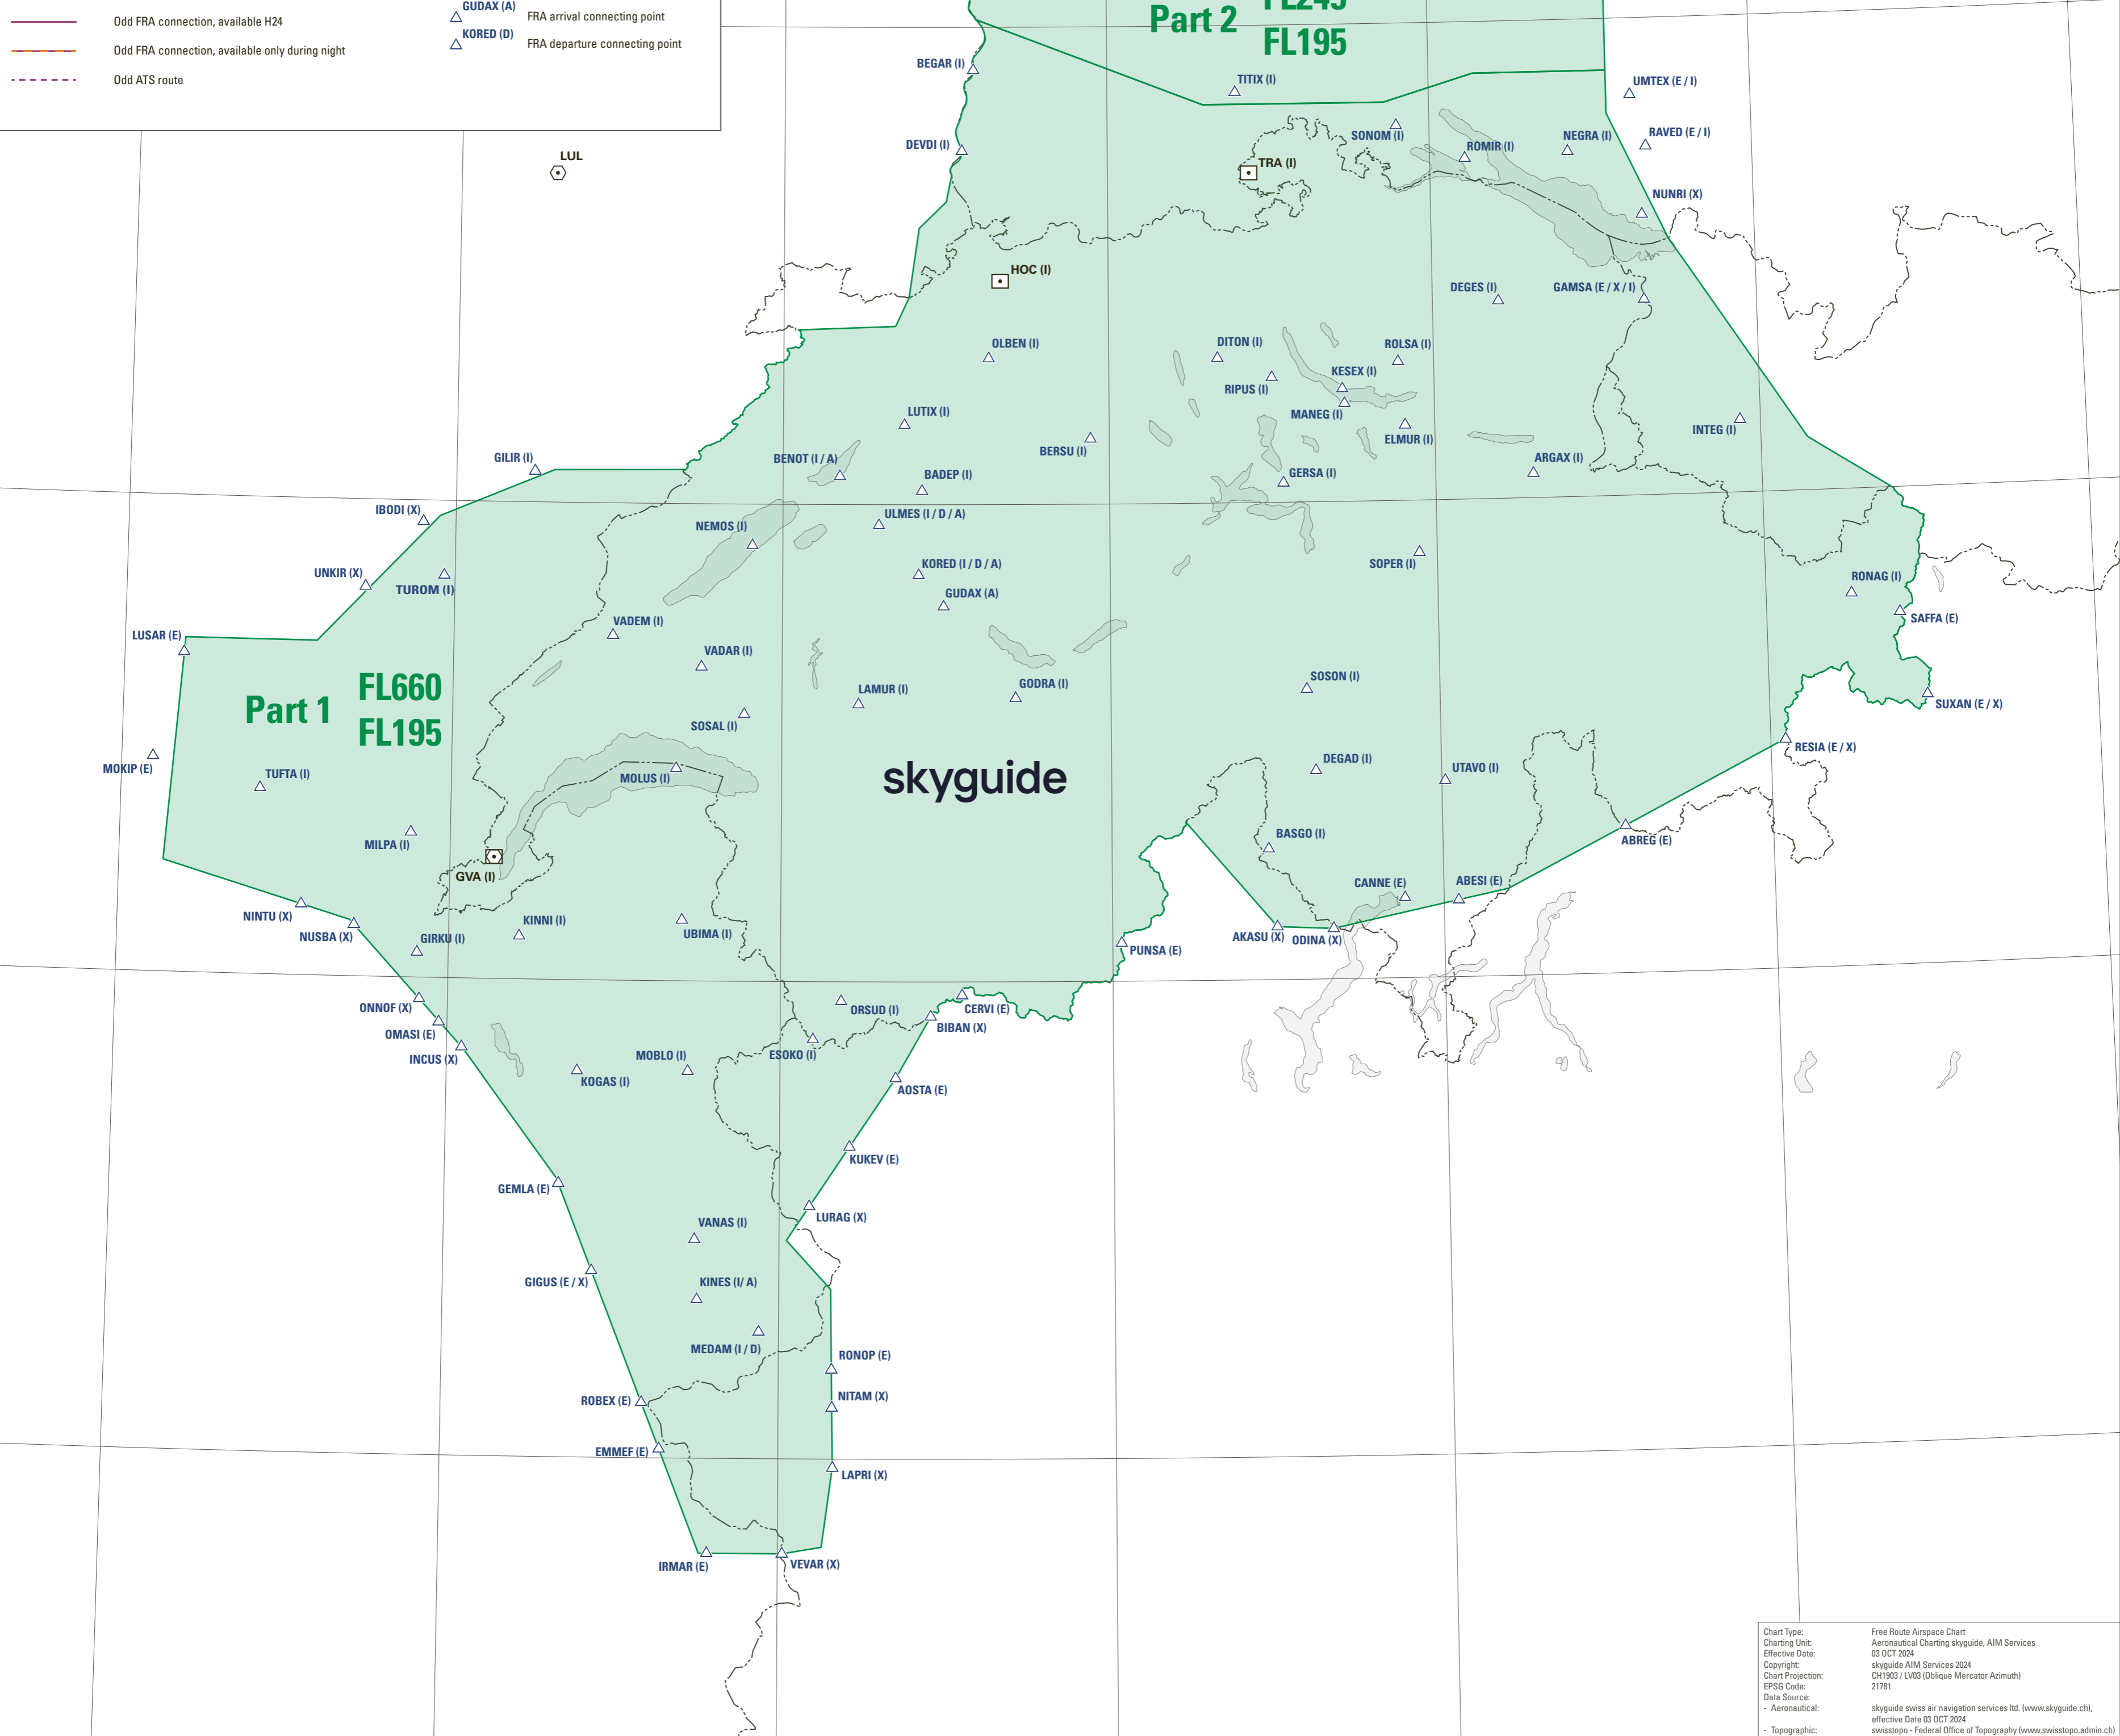 Odd FRA connection, available H24
Odd FRA connection, available only during night
Odd ATS route
GUDAX (A)
FRA arrival connecting point
KORED (D)
FRA departure connecting point
Part 2
FL245
FL195
BEGAR (I)
TITIX (I)
UMTEX (E / I)
DEVDI (I)
SONOM (I)
ROMIR (I)
NEGRA (I)
RAVED (E / I)
LUL
TRA (I)
NUNRI (X)
HOC (I)
DEGES (I)
GAMSA (E / X / I)
OLBEN (I)
DITON (I)
ROLSA (I)
RIPUS (I)
KESEX (I)
LUTIX (I)
MANEG (I)
INTEG (I)
BERSU (I)
ELMUR (I)
GILIR (I)
BENOT (I / A)
BADEP (I)
GERSA (I)
ARGAX (I)
IBODI (X)
NEMOS (I)
ULMES (I / D / A)
UNKIR (X)
TUROM (I)
KORED (I / D / A)
SOPER (I)
RONAG (I)
GUDAX (A)
SAFFA (E)
LUSAR (E)
VADEM (I)
VADAR (I)
Part 1
FL660
FL195
LAMUR (I)
GODRA (I)
SOSON (I)
SUXAN (E / X)
SOSAL (I)
RESIA (E / X)
MOKIP (E)
TUFTA (I)
MOLUS (I)
skyguide
DEGAD (I)
UTAVO (I)
MILPA (I)
BASGO (I)
ABREG (E)
GVA (I)
CANNE (E)
ABESI (E)
NINTU (X)
NUSBA (X)
GIRKU (I)
KINNI (I)
UBIMA (I)
AKASU (X)
ODINA (X)
PUNSA (E)
ONNOF (X)
ORSUD (I)
CERVI (E)
OMASI (E)
BIBAN (X)
INCUS (X)
MOBLO (I)
ESOKO (I)
KOGAS (I)
AOSTA (E)
KUKEV (E)
GEMLA (E)
LURAG (X)
VANAS (I)
GIGUS (E / X)
KINES (I/ A)
MEDAM (I / D)
RONOP (E)
ROBEX (E)
NITAM (X)
EMMEF (E)
LAPRI (X)
IRMAR (E)
VEVAR (X)
Chart Type: Free Route Airspace Chart
Charting Unit: Aeronautical Charting skyguide, AIM Services
Effective Date: 03 OCT 2024
Copyright: skyguide AIM Services 2024
Chart Projection: CH1903 / LV03 (Oblique Mercator Azimuth)
EPSG Code: 21781
Data Source:
- Aeronautical: skyguide swiss air navigation services ltd. (www.skyguide.ch),
effective Date 03 OCT 2024
- Topographic: swisstopo - Federal Office of Topography (www.swisstopo.admin.ch)